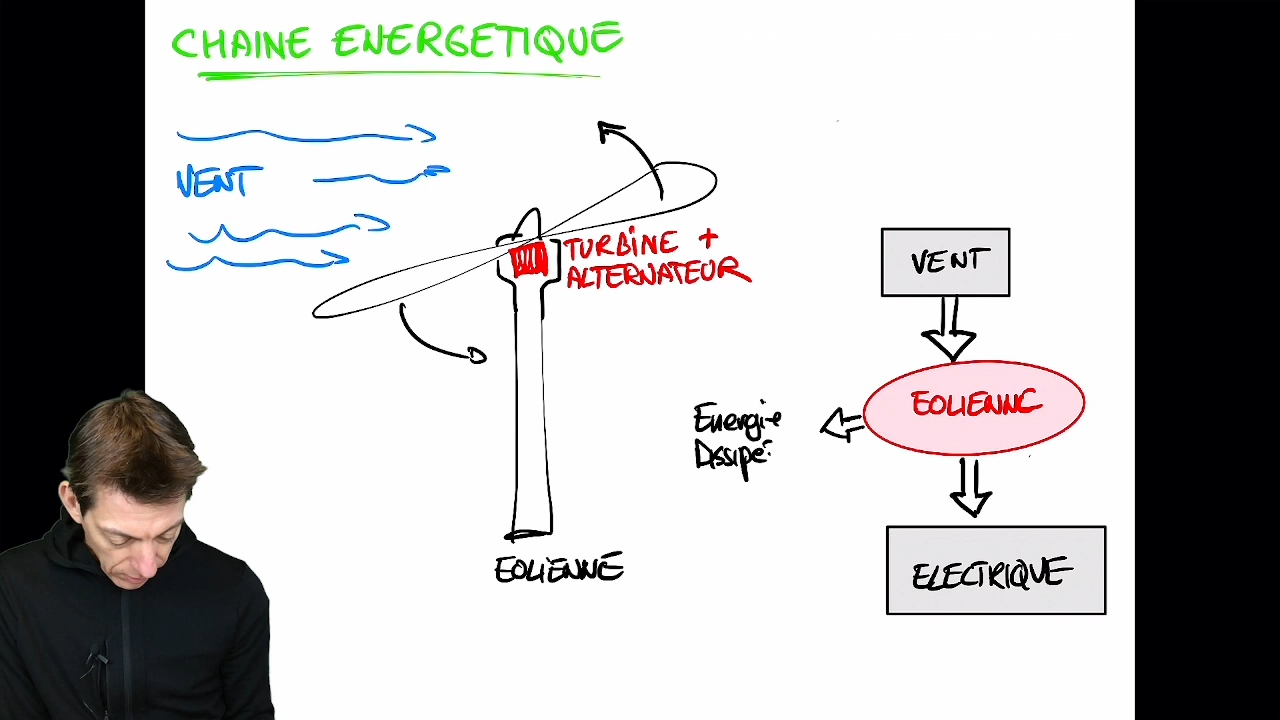 CHAINE ENERGETIQUE
VENT
TURBINE +
ALTERNATEUR
EOLIENNE
VENT
EOLIENNE
Energie
Dissipé
ELECTRIQUE